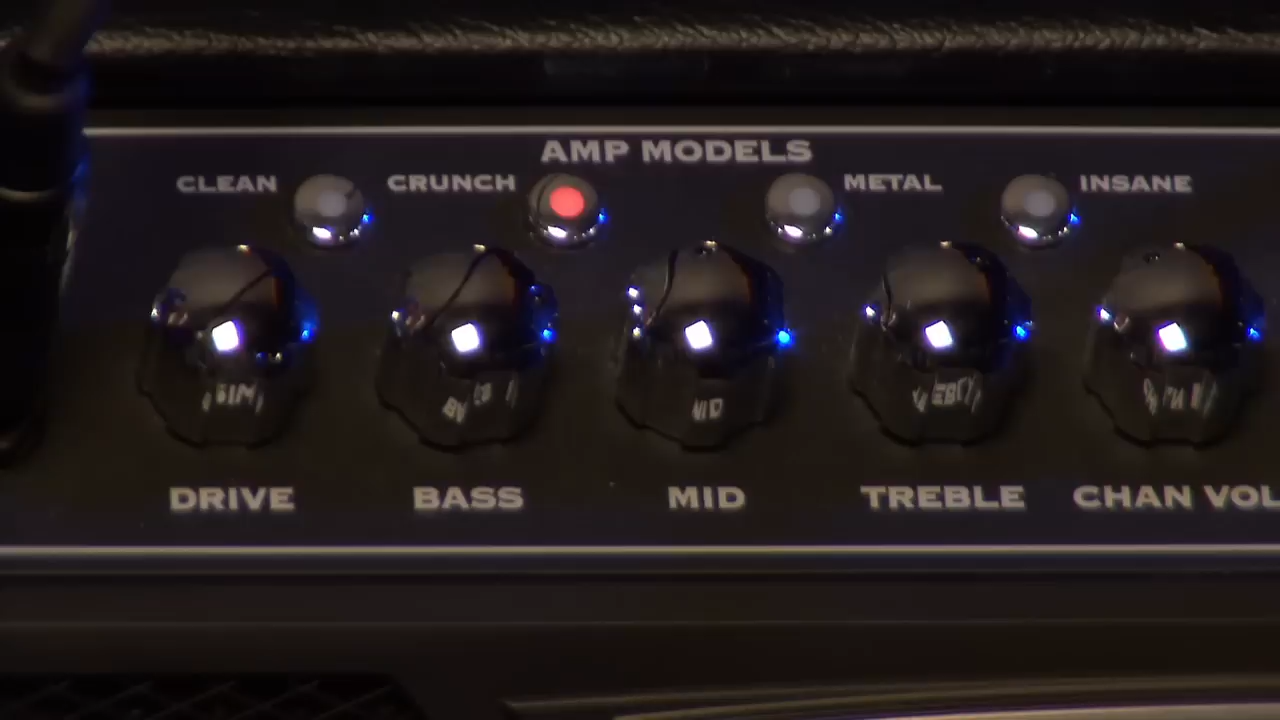 AMP MODELS
CLEAN CRUNCH METAL INSANE
DRIVE BASS MID TREBLE CHAN VOL